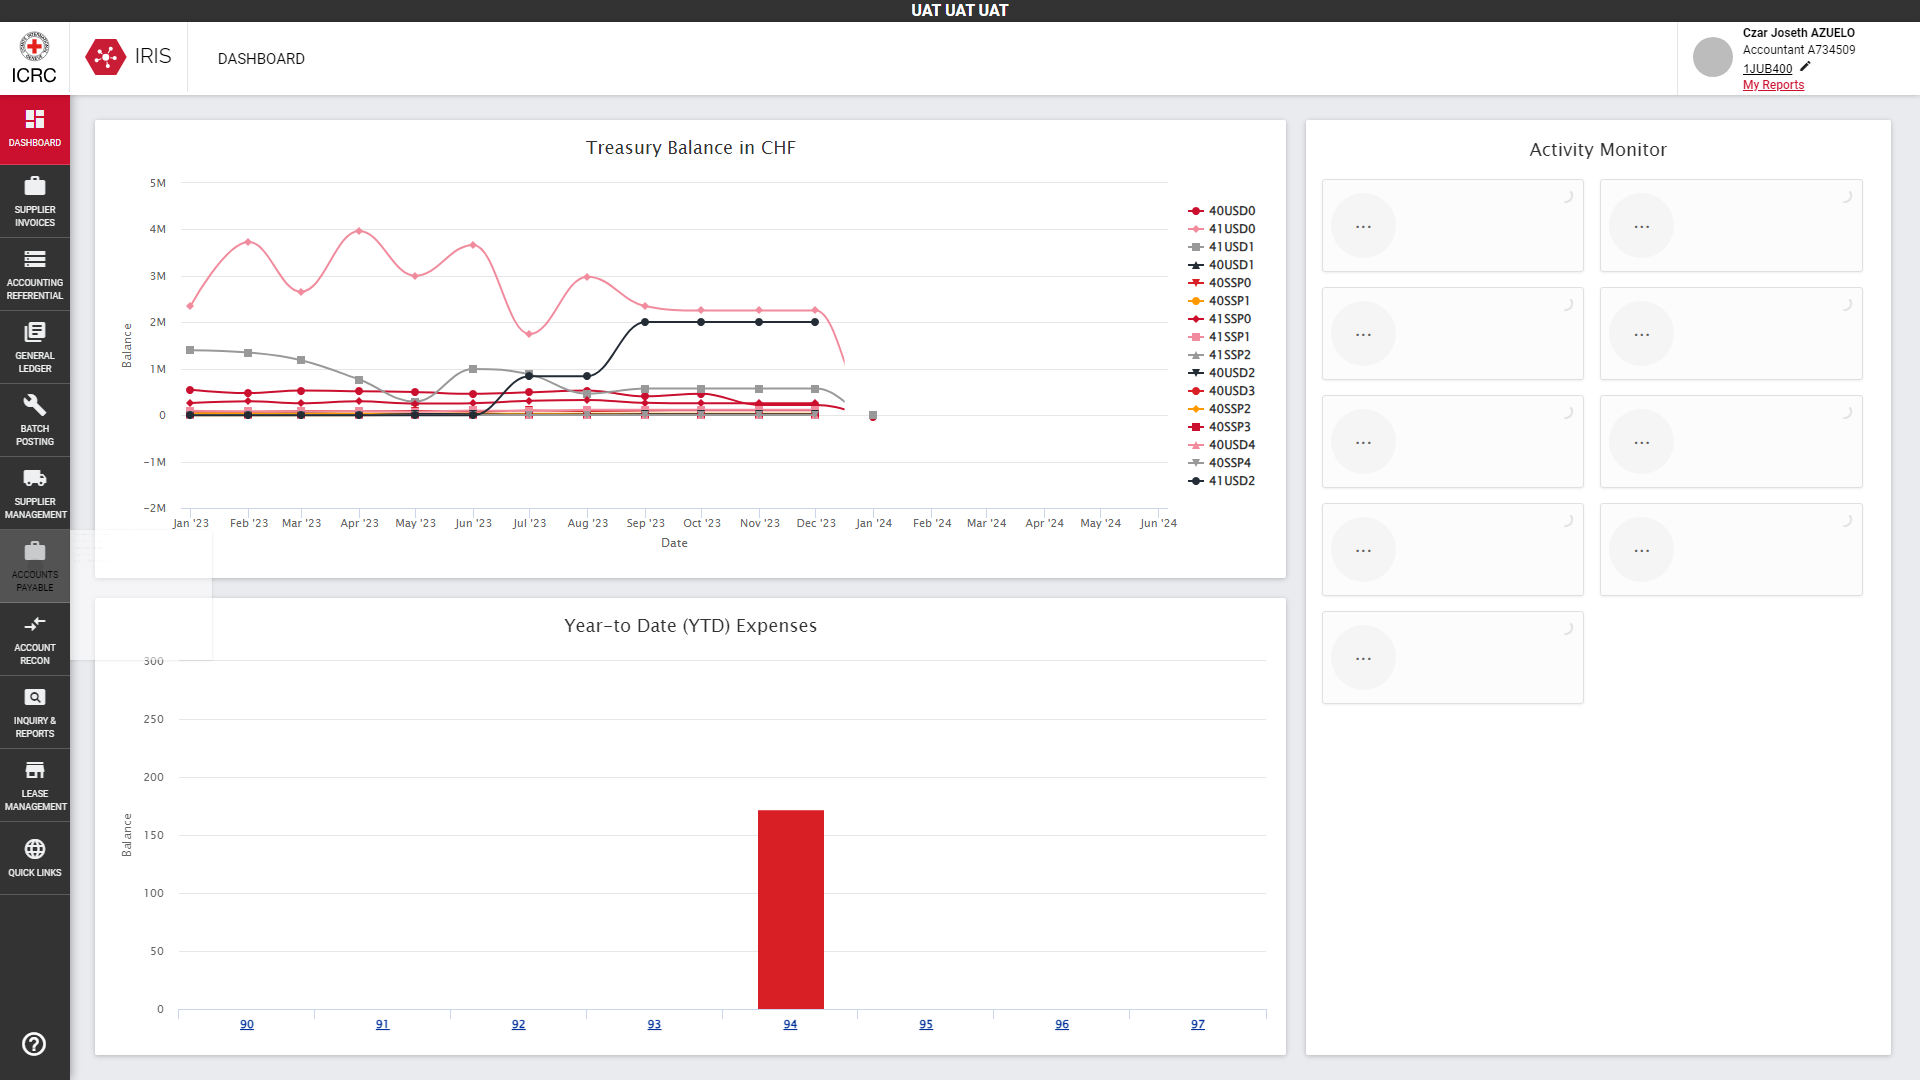 UAT UAT UAT
ICRC
IRIS
DASHBOARD
Czar Joseth AZUELO
Accountant A734509
1JUB400
My Reports
DASHBOARD
SUPPLIER
INVOICES
ACCOUNTING
REFERENTIAL
GENERAL
LEDGER
BATCH
POSTING
SUPPLIER
MANAGEMENT
ACCOUNTS
PAYABLE
ACCOUNT
RECON
INQUIRY &
REPORTS
LEASE
MANAGEMENT
QUICK LINKS
Treasury Balance in CHF
5M
4M
3M
2M
1M
0
-1M
-2M
Balance
Jan '23 Feb '23 Mar '23 Apr '23 May '23 Jun '23 Jul '23 Aug '23 Sep '23 Oct '23 Nov '23 Dec '23 Jan '24 Feb '24 Mar '24 Apr '24 May '24 Jun '24
Date
40USD0
41USD0
41USD1
40USD1
40SSP0
40SSP1
41SSP0
41SSP1
41SSP2
40USD2
40USD3
40SSP2
40SSP3
40USD4
40SSP4
41USD2
Year-to Date (YTD) Expenses
300
250
200
150
100
50
0
Balance
90 91 92 93 94 95 96 97
Activity Monitor
... ...
... ...
... ...
... ...
...